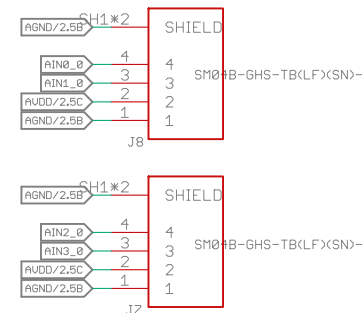 AGND/2.5B SH1*2 SHIELD
AIN0_0 4 4
AIN1_0 3 3 SM04B-GHS-TB(LF)(SN)-
AVDD/2.5C 2 2
AGND/2.5B 1 1
J8
AGND/2.5B SH1*2 SHIELD
AIN2_0 4 4
AIN3_0 3 3 SM04B-GHS-TB(LF)(SN)-
AVDD/2.5C 2 2
AGND/2.5B 1 1
J7